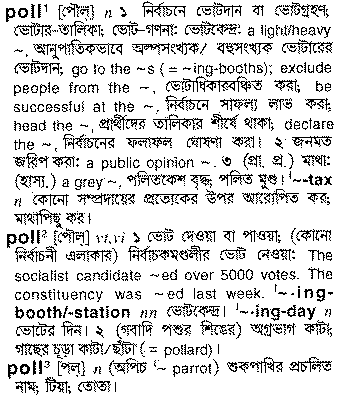 poll¹ [পৌল্] n ১ নির্বাচনে ভোটদান বা ভোটগ্রহণ;
ভোটার-তালিকা; ভোট-গণনা; ভোটকেন্দ্র: a light/heavy
~, আনুপাতিকভাবে অল্পসংখ্যক/ বহুসংখ্যক ভোটারের
ভোটদান; go to the ~s ( = ~ing-booths); exclude
people from the ~, ভোটাধিকারবঞ্চিত করা; be
successful at the ~, নির্বাচনে সাফল্য লাভ করা;
head the ~, প্রার্থীদের তালিকার শীর্ষে থাকা; declare
the ~, নির্বাচনের ফলাফল ঘোষণা করা। ২ জনমত
জরিপ করা: a public opinion ~. ৩ (প্রা. প্র.) মাথা:
(হাস্য.) a grey ~, পলিতকেশ বৃদ্ধ; পলিত মুণ্ড। ˈ~-tax
n কোনো সম্প্রদায়ের প্রত্যেকের উপর আরোপিত কর;
মাথাপিছু কর।
poll² [পৌল্] vt,vi ১ ভোট দেওয়া বা পাওয়া; (কোনো
নির্বাচনী এলাকার) নির্বাচকমণ্ডলীর ভোট নেওয়া: The
socialist candidate ~ed over 5000 votes. The
constituency was ~ed last week. ˈ~-ing-
booth/-station nn ভোটকেন্দ্র। ˈ~-ing-day n
ভোটের দিন। ২ (গবাদি পশুর শিঙের) অগ্রভাগ কাটা;
গাছের চূড়া কাটা/ছাঁটা ( = pollard)।
poll³ [পল্] n (অপিচ ˈ~ parrot) শুকপাখির প্রচলিত
নাম; টিয়া; তোতা।